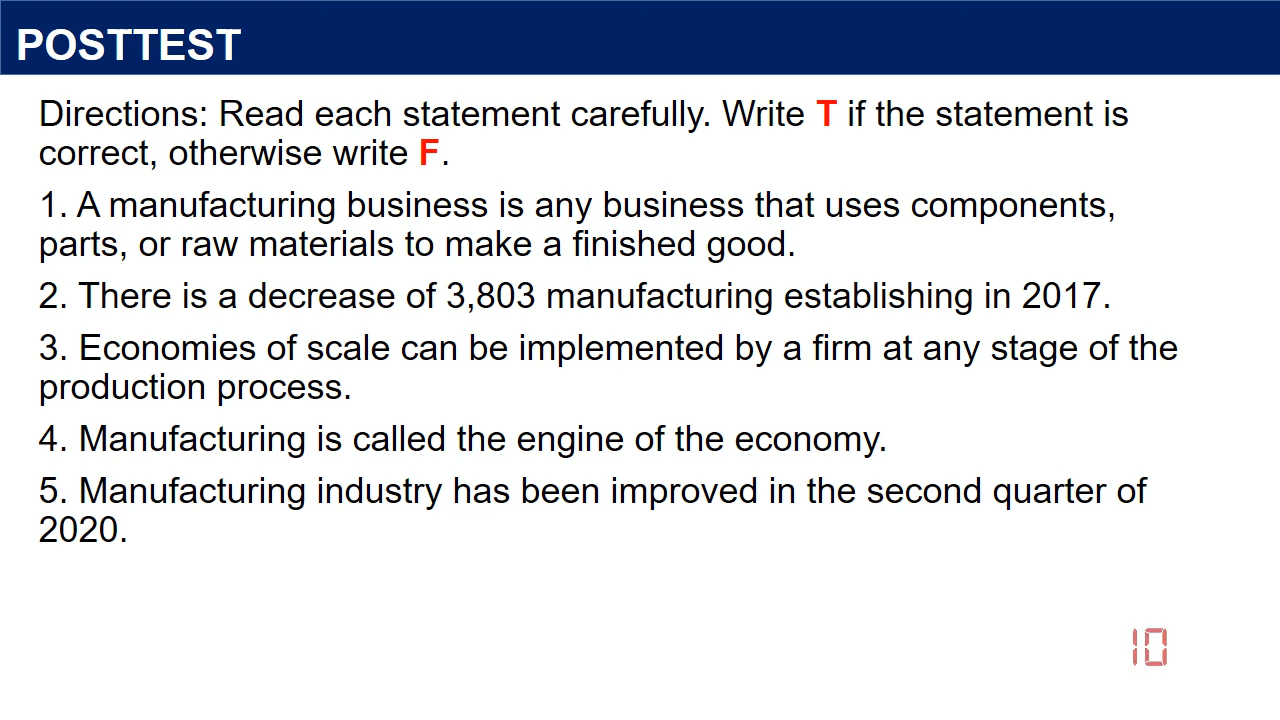 POSTTEST
Directions: Read each statement carefully. Write T if the statement is
correct, otherwise write F.
1. A manufacturing business is any business that uses components,
parts, or raw materials to make a finished good.
2. There is a decrease of 3,803 manufacturing establishing in 2017.
3. Economies of scale can be implemented by a firm at any stage of the
production process.
4. Manufacturing is called the engine of the economy.
5. Manufacturing industry has been improved in the second quarter of
2020.
10